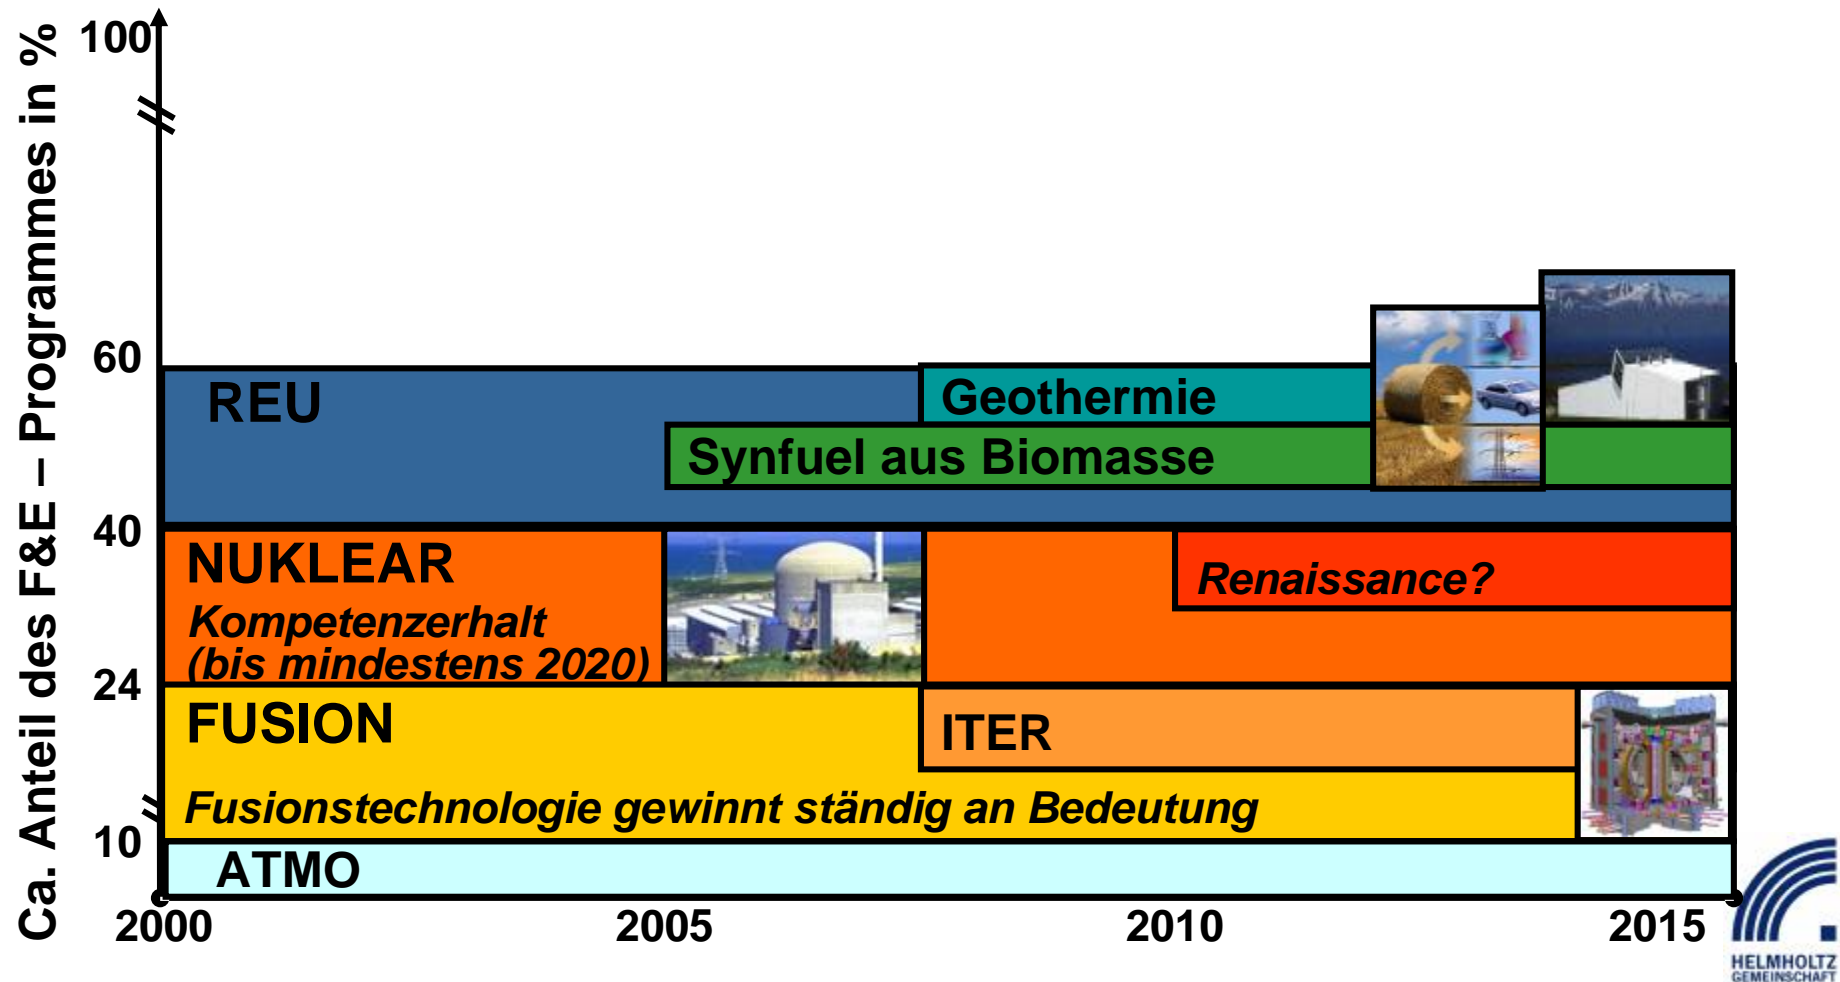 Ca. Anteil des F&E – Programmes in %
100
60
40
24
10
REU
Geothermie
Synfuel aus Biomasse
NUKLEAR
Kompetenzerhalt
(bis mindestens 2020)
Renaissance?
FUSION
ITER
Fusionstechnologie gewinnt ständig an Bedeutung
ATMO
2000
2005
2010
2015
HELMHOLTZ
GEMEINSCHAFT